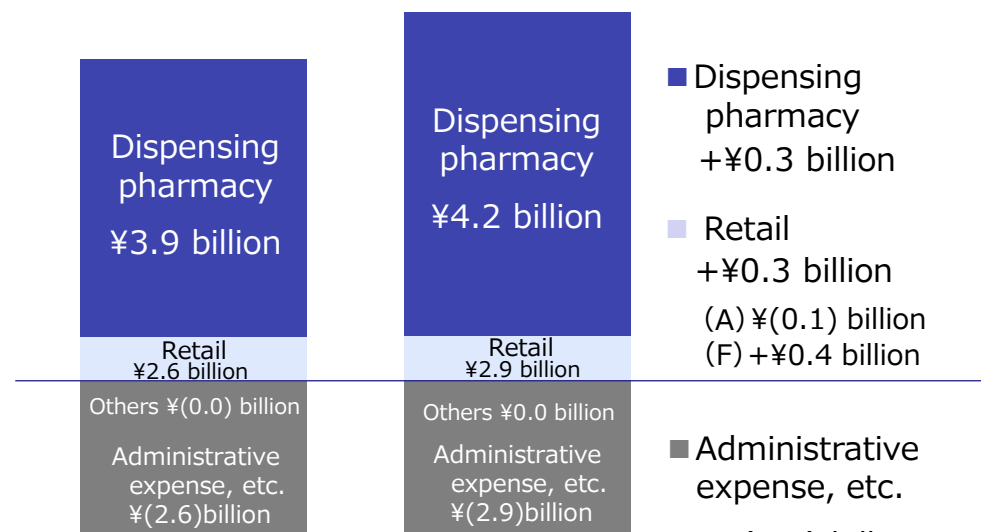 Dispensing
pharmacy
¥3.9 billion
Retail
¥2.6 billion
Others ¥(0.0) billion
Administrative
expense, etc.
¥(2.6)billion
Dispensing
pharmacy
¥4.2 billion
Retail
¥2.9 billion
Others ¥0.0 billion
Administrative
expense, etc.
¥(2.9)billion
Dispensing
pharmacy
+¥0.3 billion
Retail
+¥0.3 billion
(A)¥(0.1) billion
(F)+¥0.4 billion
Administrative
expense, etc.